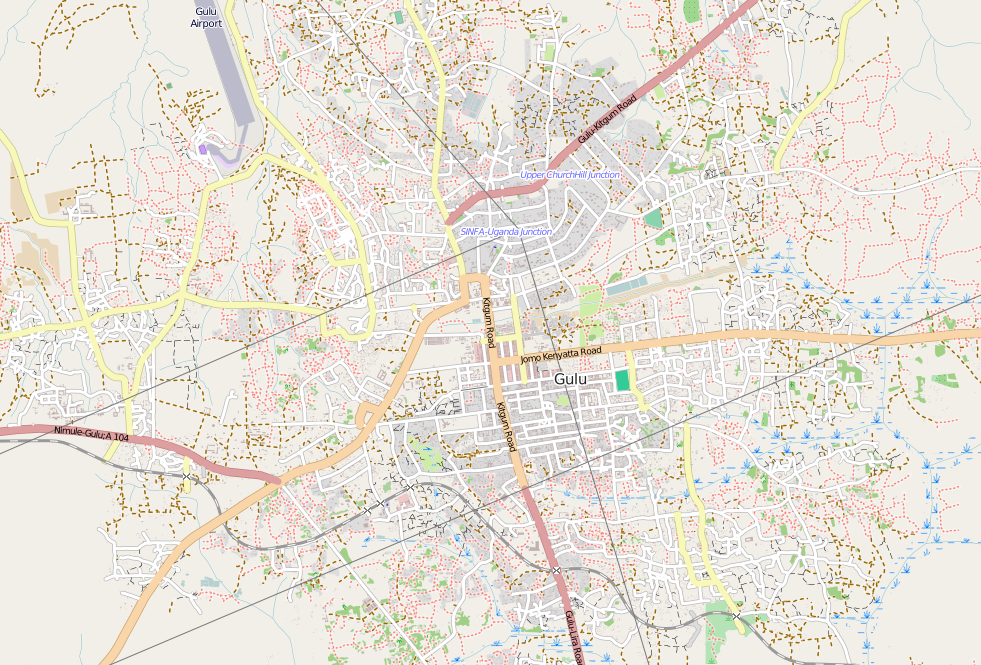 Gulu
Airport
Gulu-Kitgum Road
Upper ChurchHill Junction
SINFA-Uganda Junction
Kitgum Road
Jomo Kenyatta Road
Gulu
Kitgum Road
Nimule-Gulu;A 104
Gulu-Lira Road